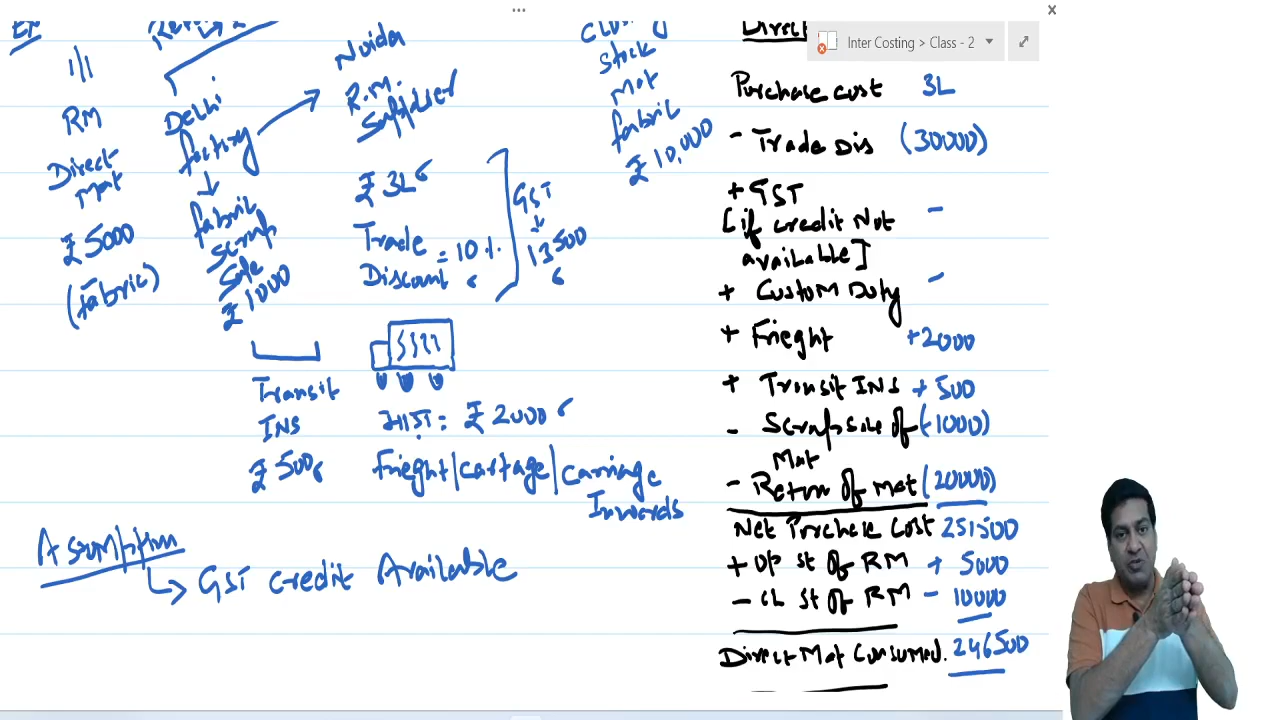 Ex
RM
Direct
Mat
₹5000
(fabric)
Delhi
factory
fabric
Scrap
Sale
₹1000
Noida
R.M.
Supplier
₹3L
Trade
Discount = 10%
GST
13500
stock
Mat
fabric
₹10,000
Transit
INS
₹500
भाड़ा = ₹2000
Frieght/cartage/Carriage
Inwards
Assumption
GST credit Available
Inter Costing > Class - 2
Direct
Purchase cost 3L
- Trade Dis (30000)
+ GST
[if credit Not -
available]
+ Custom Duty -
+ Frieght +2000
+ Transit INS + 500
- Scrap sale of (-1000)
Mat
- Return of Mat (20000)
Net Purchase Cost 251500
+ Op st of RM + 5000
- Cl st of RM - 10000
Direct Mat Consumed. 246500